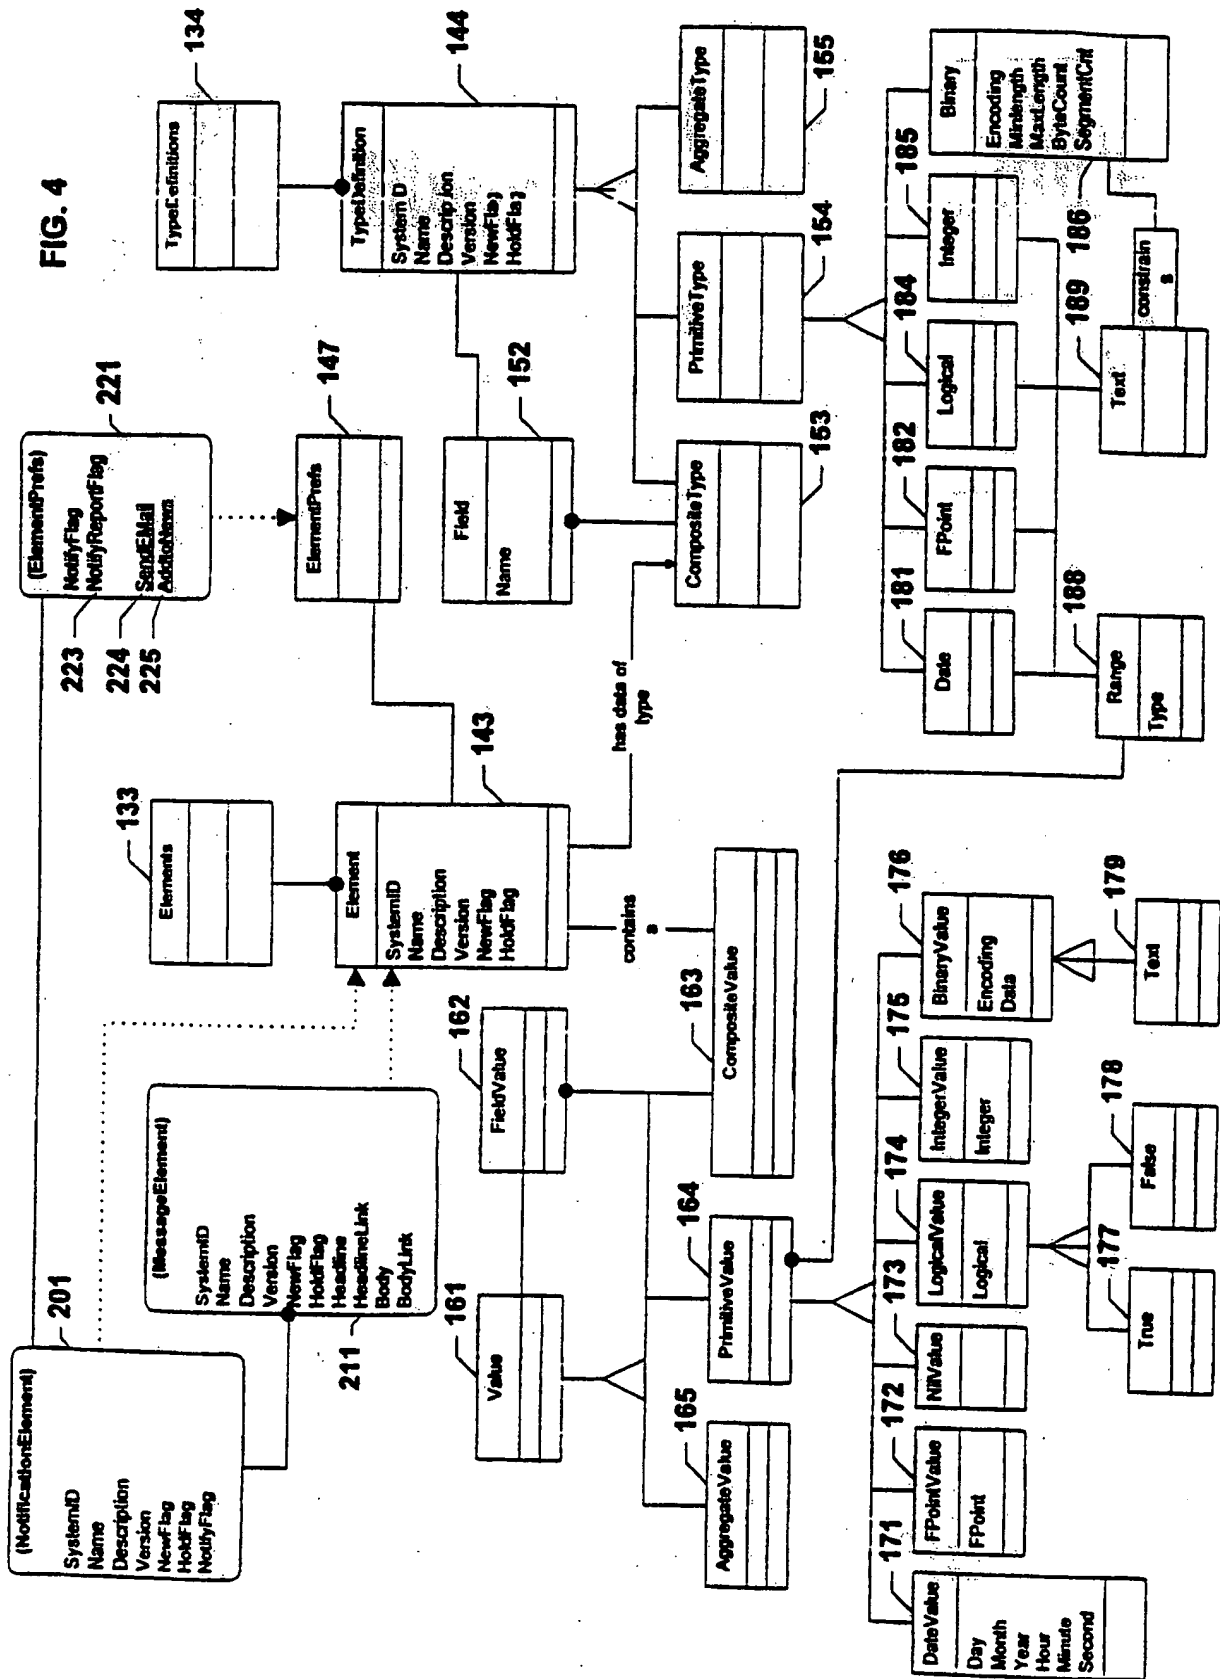 FIG. 4
(NotificationElement)
SystemID
Name
Description
Version
NewFlag
HoldFlag
NotifyFlag
201
(MessageElement)
SystemID
Name
Description
Version
NewFlag
HoldFlag
Headline
HeadlineLink
Body
BodyLink
211
Elements
133
Element
SystemID
Name
Description
Version
NewFlag
HoldFlag
143
(ElementPrefs)
NotifyFlag
NotifyReportFlag
SendEMail
AddtoNews
221
223
224
225
ElementPrefs
147
TypeDefinitions
134
TypeDefinition
System D
Name
Description
Version
NewFlag
HoldFlag
144
Field
Name
152
contains
a
has data of
type
Value
161
FieldValue
162
AggregateValue
165
PrimitiveValue
164
CompositeValue
163
CompositeType
153
PrimitiveType
154
AggregateType
155
DateValue
Day
Month
Year
Hour
Minute
Second
171
FPointValue
FPoint
172
NilValue
173
LogicalValue
Logical
174
IntegerValue
Integer
175
BinaryValue
Encoding
Data
176
True
177
False
178
Text
179
Date
181
FPoint
182
Logical
184
Integer
185
Binary
Encoding
Minlength
MaxLength
ByteCount
SegmentCnt
186
Range
Type
188
Text
189
constrain
s